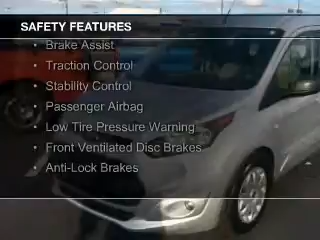 SAFETY FEATURES
• Brake Assist
• Traction Control
• Stability Control
• Passenger Airbag
• Low Tire Pressure Warning
• Front Ventilated Disc Brakes
• Anti-Lock Brakes